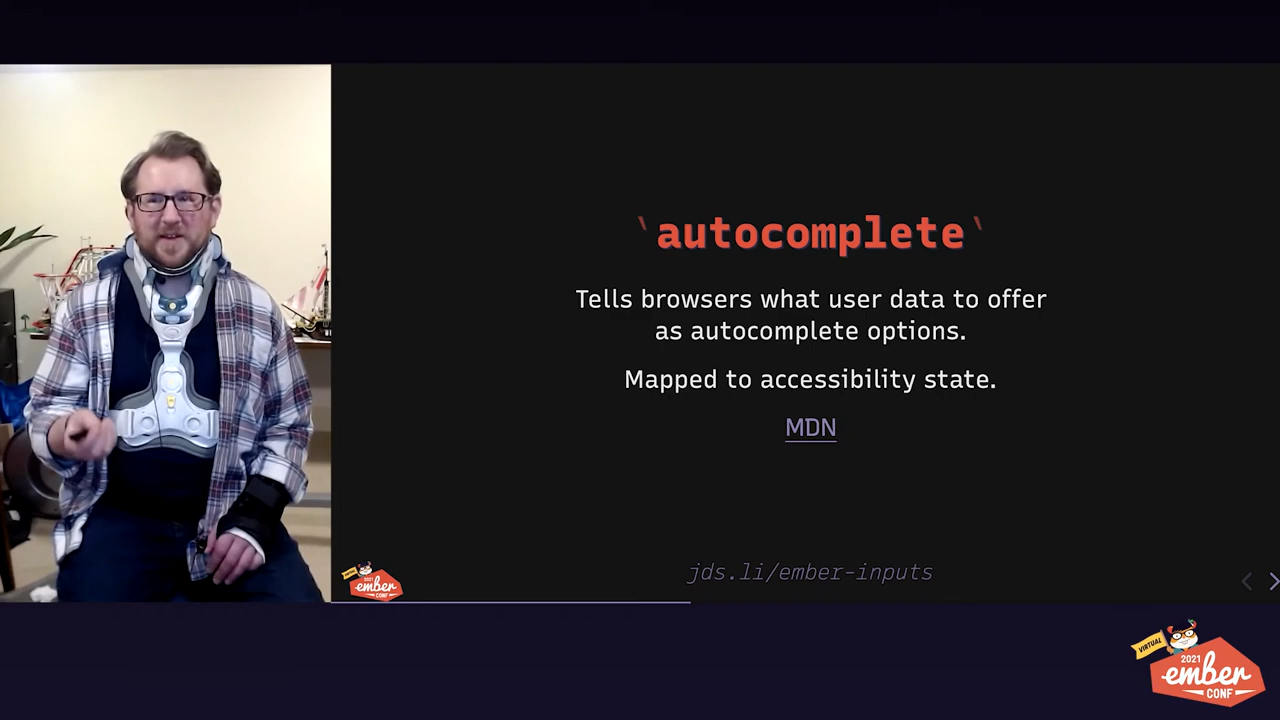 `autocomplete`
Tells browsers what user data to offer
as autocomplete options.
Mapped to accessibility state.
MDN
jds.li/ember-inputs
VIRTUAL
2021
ember
CONF
VIRTUAL
2021
ember
CONF